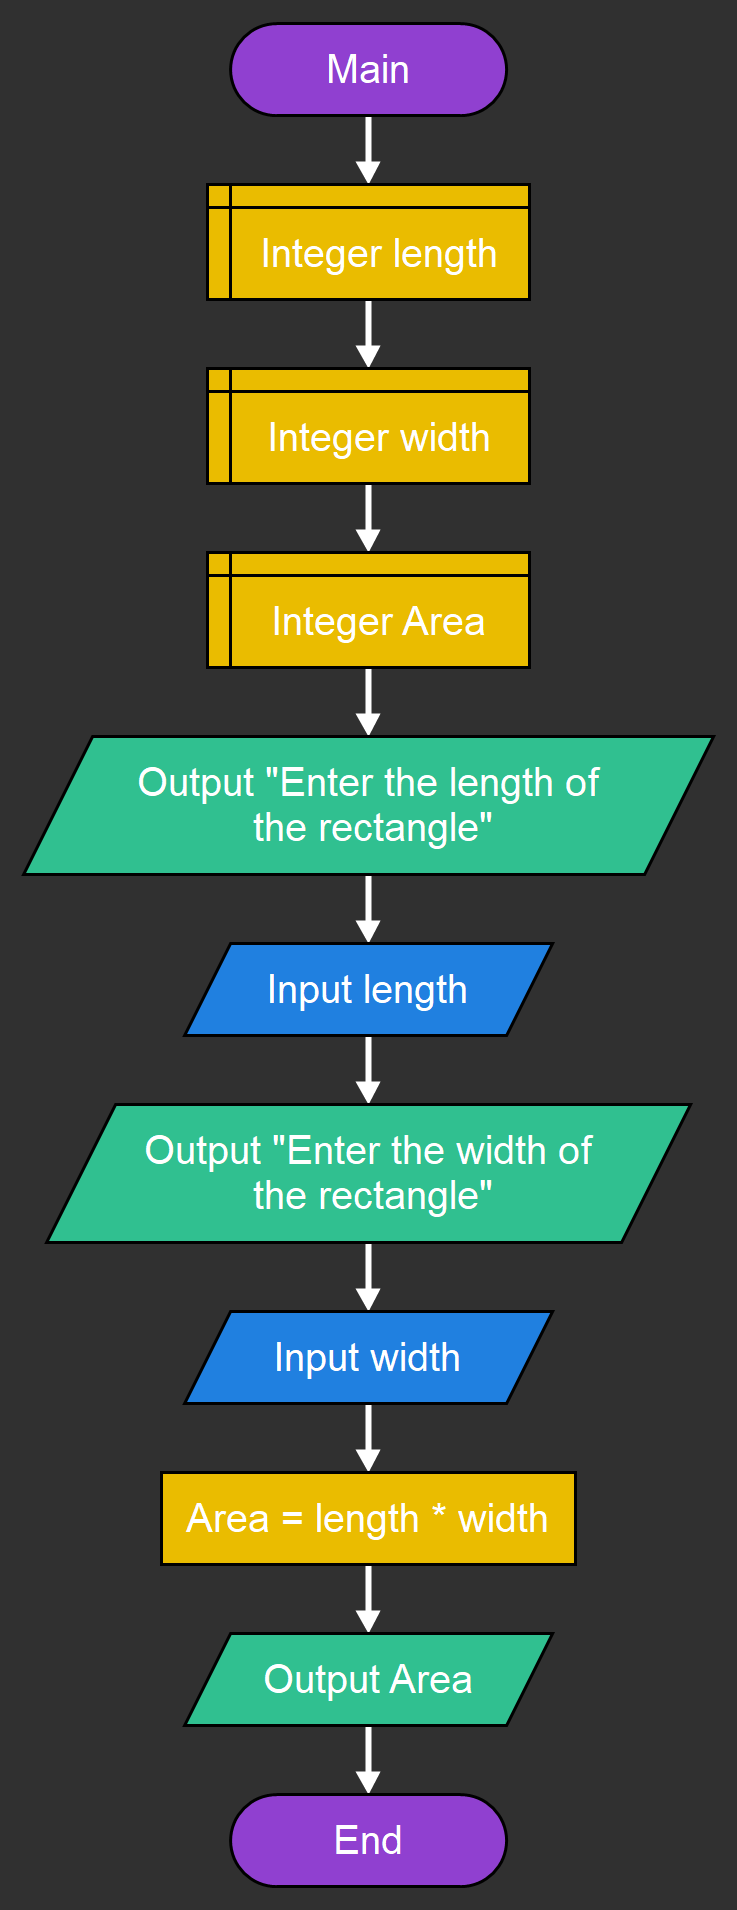 Main
Integer length
Integer width
Integer Area
Output "Enter the length of
the rectangle"
Input length
Output "Enter the width of
the rectangle"
Input width
Area = length * width
Output Area
End